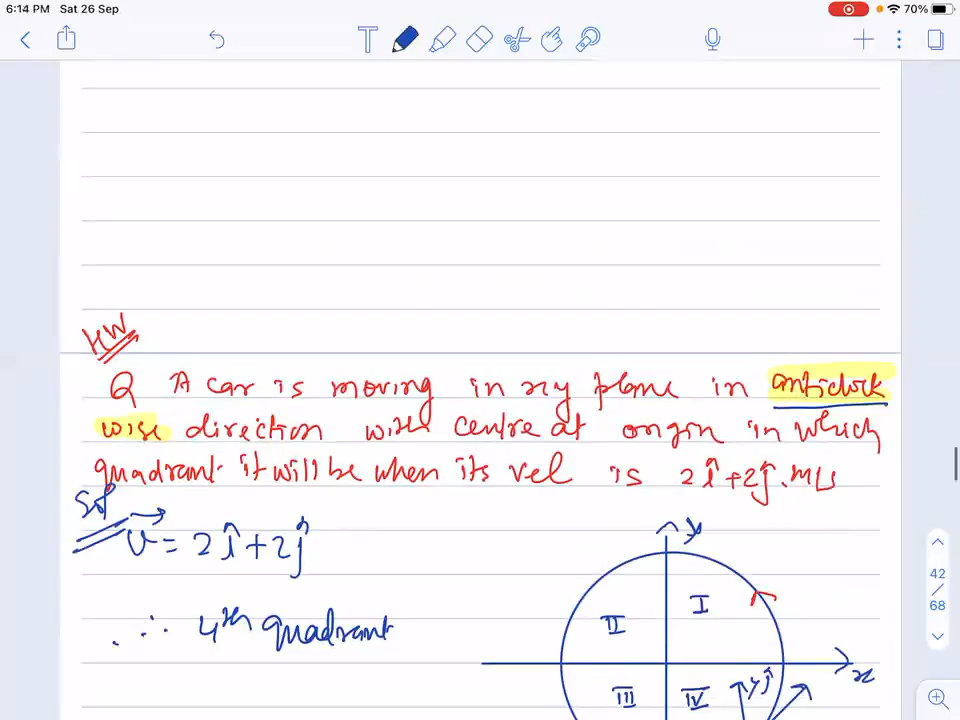 6:14 PM Sat 26 Sep
70%
HW
Q A car is moving in xy plane in anticlock
wise direction with centre at origin in which
quadrant it will be when its vel is 2î+2ĵ m/s
Sol
v⃗ = 2î+2ĵ
∴ 4th quadrant
y
I
II
x
III
IV
ĵ
42
/
68